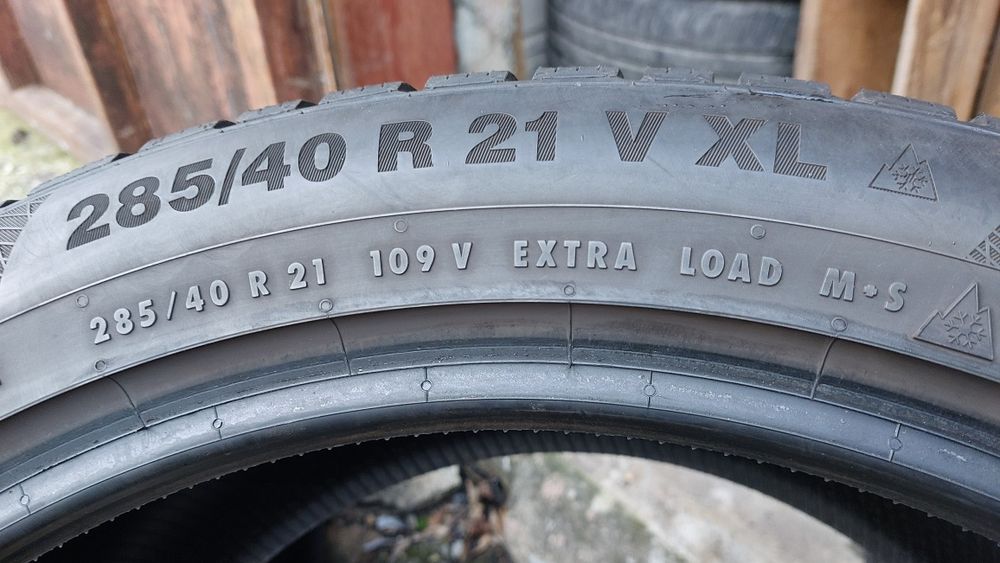 285/40 R 21 V XL
285/40 R 21 109 V EXTRA LOAD M+S